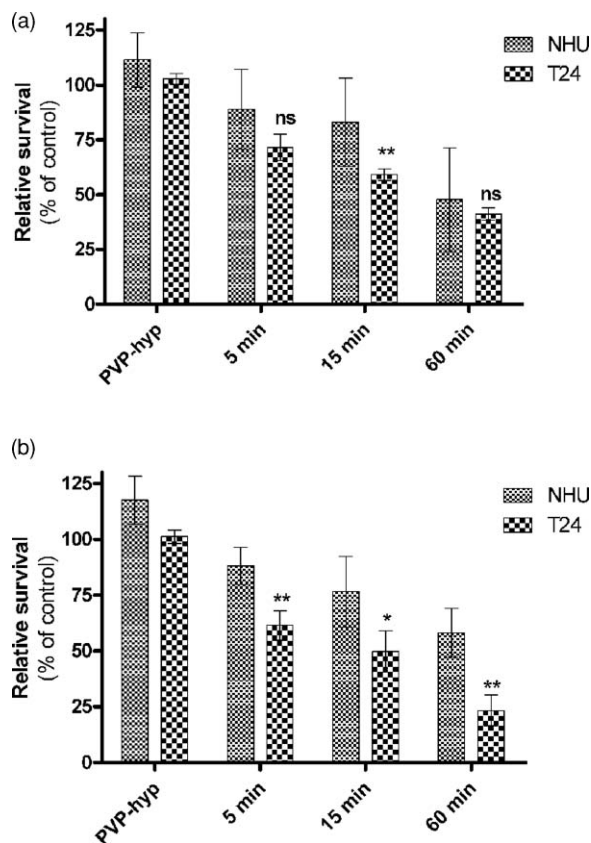 (a)
Relative survival
(% of control)
125
100
75
50
25
0
ns
**
ns
NHU
T24
PVP-hyp
5 min
15 min
60 min
(b)
Relative survival
(% of control)
125
100
75
50
25
0
**
*
**
NHU
T24
PVP-hyp
5 min
15 min
60 min